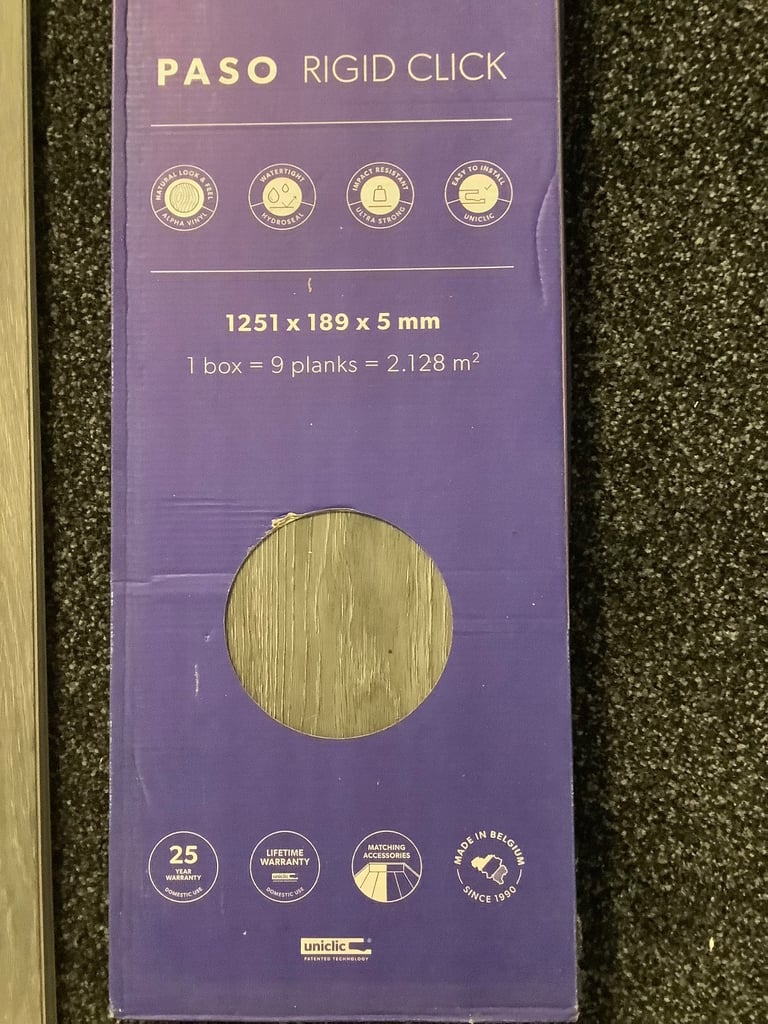 PASO RIGID CLICK
NATURAL LOOK & FEEL
ALPHA VINYL
WATERTIGHT
HYDROSEAL
IMPACT RESISTANT
ULTRA STRONG
EASY TO INSTALL
UNICLIC
1251 x 189 x 5 mm
1 box = 9 planks = 2.128 m²
25
YEAR
WARRANTY
DOMESTIC USE
LIFETIME
WARRANTY
uniclic
DOMESTIC USE
MATCHING
ACCESSORIES
MADE IN BELGIUM
SINCE 1990
uniclic®
PATENTED TECHNOLOGY